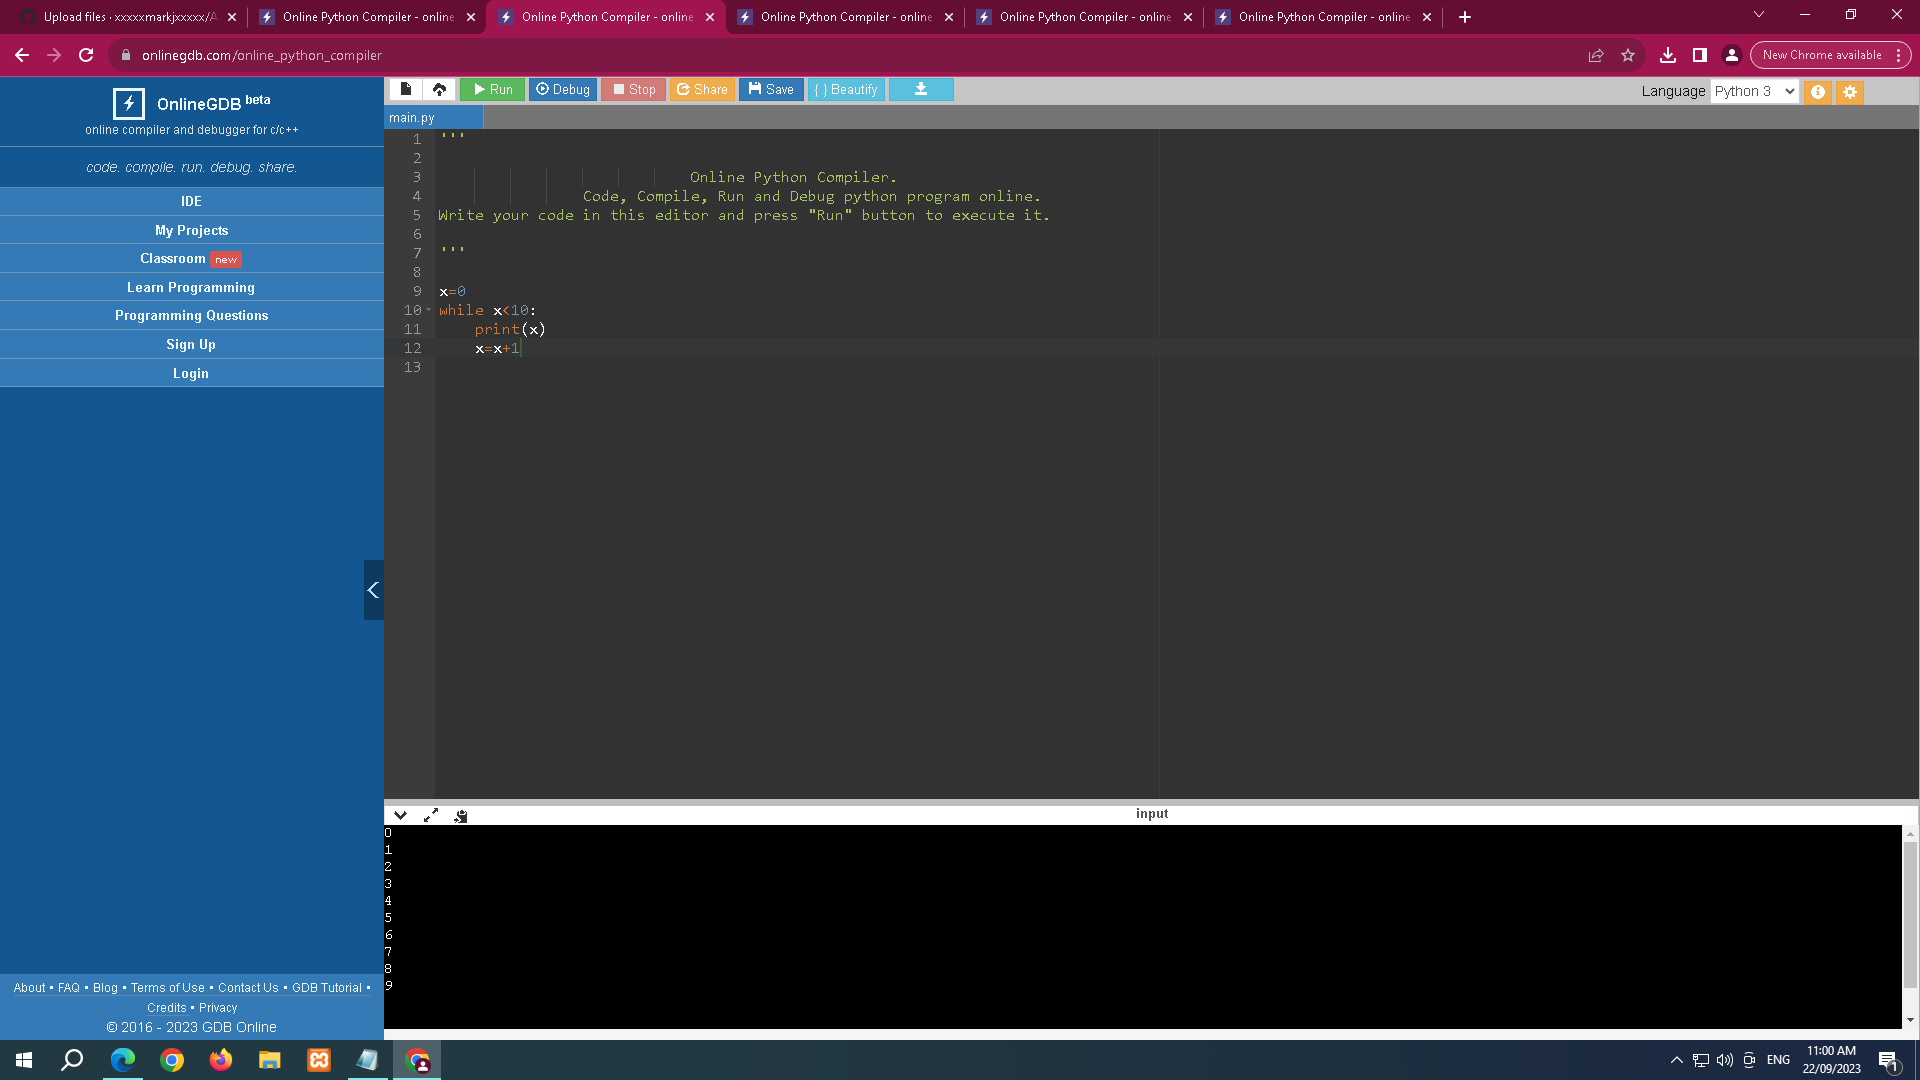 Upload files · xxxxxmarkjxxxxx/A
Online Python Compiler - online
Online Python Compiler - online
Online Python Compiler - online
Online Python Compiler - online
Online Python Compiler - online
onlinegdb.com/online_python_compiler
New Chrome available
OnlineGDB beta
online compiler and debugger for c/c++
code. compile. run. debug. share.
IDE
My Projects
Classroom new
Learn Programming
Programming Questions
Sign Up
Login
About • FAQ • Blog • Terms of Use • Contact Us • GDB Tutorial •
Credits • Privacy
© 2016 - 2023 GDB Online
Run
Debug
Stop
Share
Save
{ } Beautify
Language Python 3
main.py
1 '''
2
3 Online Python Compiler.
4 Code, Compile, Run and Debug python program online.
5 Write your code in this editor and press "Run" button to execute it.
6
7 '''
8
9 x=0
10 while x<10:
11 print(x)
12 x=x+1
13
input
0
1
2
3
4
5
6
7
8
9
ENG
11:00 AM
22/09/2023
1